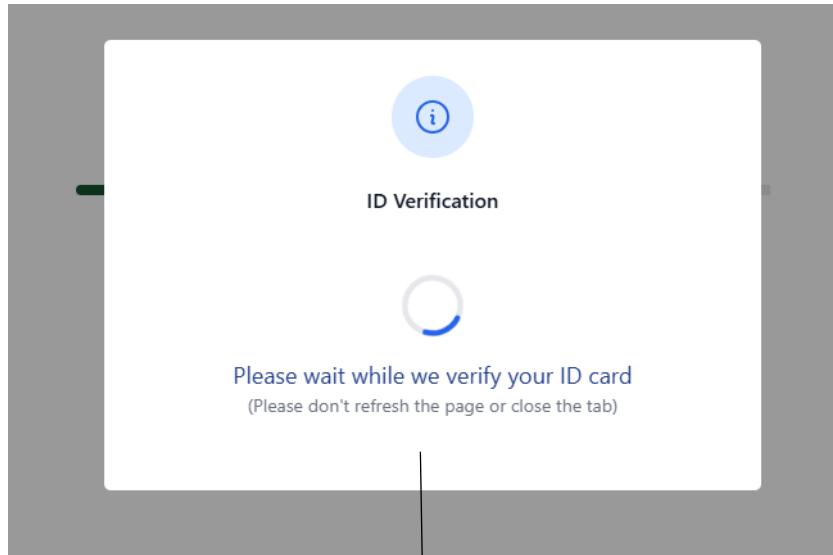 ID Verification
Please wait while we verify your ID card
(Please don't refresh the page or close the tab)